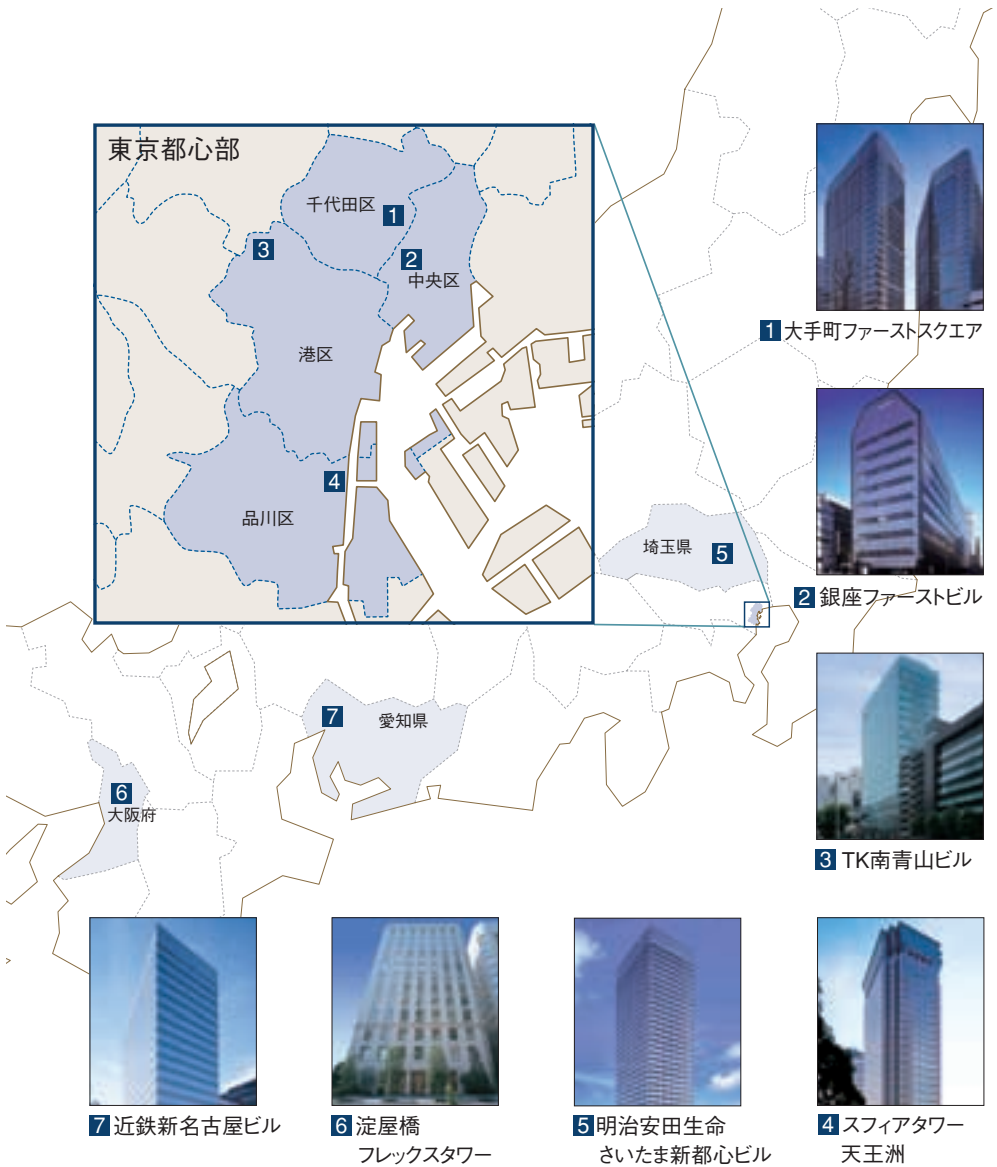 東京都心部
千代田区
1
3
2
中央区
港区
4
品川区
1 大手町ファーストスクエア
埼玉県
5
2 銀座ファーストビル
7
愛知県
6
大阪府
3 TK南青山ビル
7 近鉄新名古屋ビル
6 淀屋橋
フレックスタワー
5 明治安田生命
さいたま新都心ビル
4 スフィアタワー
天王洲